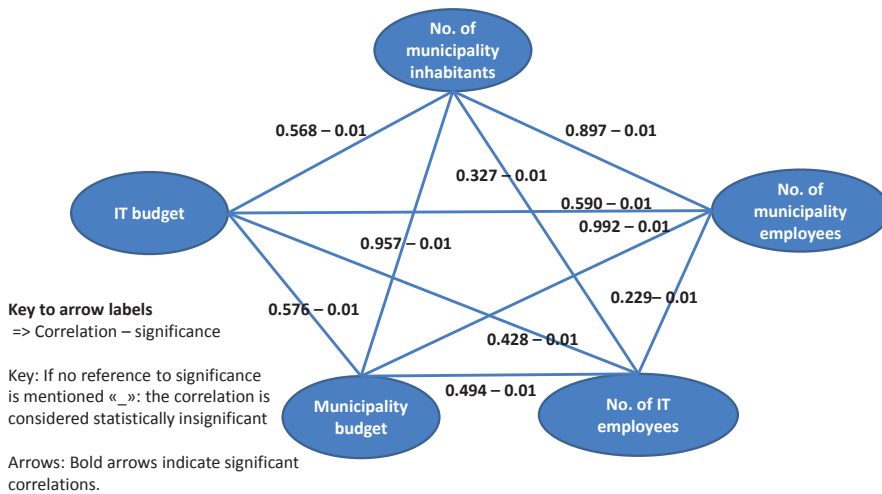 No. of
municipality
inhabitants
0.568 – 0.01
0.897 – 0.01
0.327 – 0.01
IT budget
0.590 – 0.01
No. of
municipality
employees
0.957 – 0.01
0.992 – 0.01
Key to arrow labels
=> Correlation – significance
0.576 – 0.01
0.229– 0.01
0.428 – 0.01
Key: If no reference to significance
is mentioned «_»: the correlation is
considered statistically insignificant
0.494 – 0.01
Municipality
budget
No. of IT
employees
Arrows: Bold arrows indicate significant
correlations.